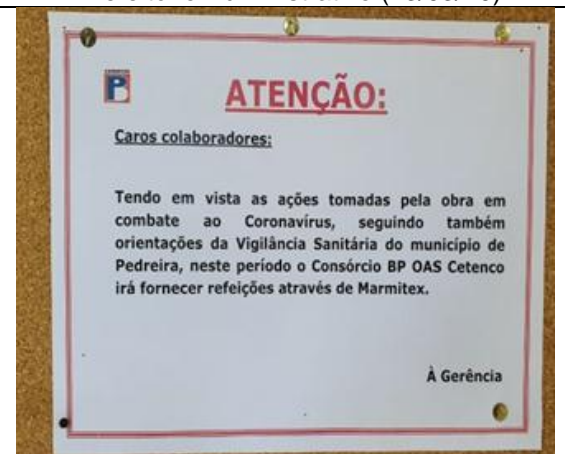 ATENÇÃO:
Caros colaboradores:
Tendo em vista as ações tomadas pela obra em
combate ao Coronavírus, seguindo também
orientações da Vigilância Sanitária do município de
Pedreira, neste período o Consórcio BP OAS Cetenco
irá fornecer refeições através de Marmitex.
À Gerência